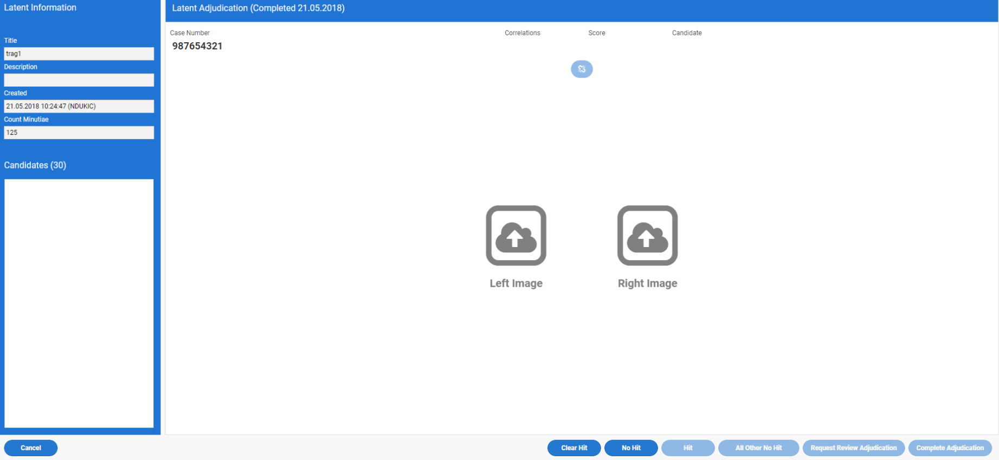 Latent Information
Title
trag1
Description
Created
21.05.2018 10:24:47 (NDUKIC)
Count Minutiae
125
Candidates (30)
Cancel
Latent Adjudication (Completed 21.05.2018)
Case Number
987654321
Correlations
Score
Candidate
Left Image
Right Image
Clear Hit
No Hit
Hit
All Other No Hit
Request Review Adjudication
Complete Adjudication